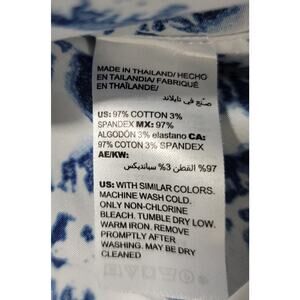 MADE IN THAILAND/ HECHO
EN TAILANDIA/ FABRIQUÉ
EN THAÏLANDE/
صنع في تايلاند
US: 97% COTTON 3%
SPANDEX MX: 97%
ALGODÓN 3% elastano CA:
97% COTON 3% SPANDEX
AE/KW:
97% القطن 3% سبانديكس
US: WITH SIMILAR COLORS.
MACHINE WASH COLD.
ONLY NON-CHLORINE
BLEACH. TUMBLE DRY LOW.
WARM IRON. REMOVE
PROMPTLY AFTER
WASHING. MAY BE DRY
CLEANED